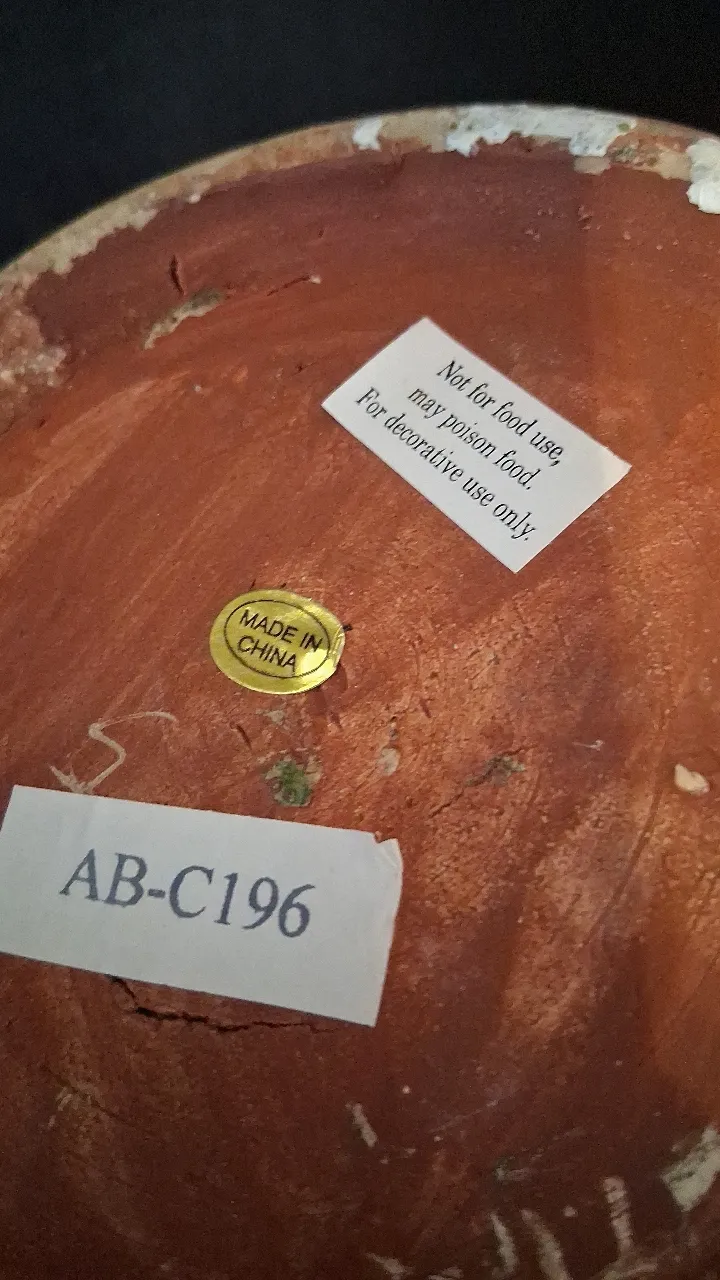 Not for food use,
may poison food.
For decorative use only.
MADE IN
CHINA
AB-C196